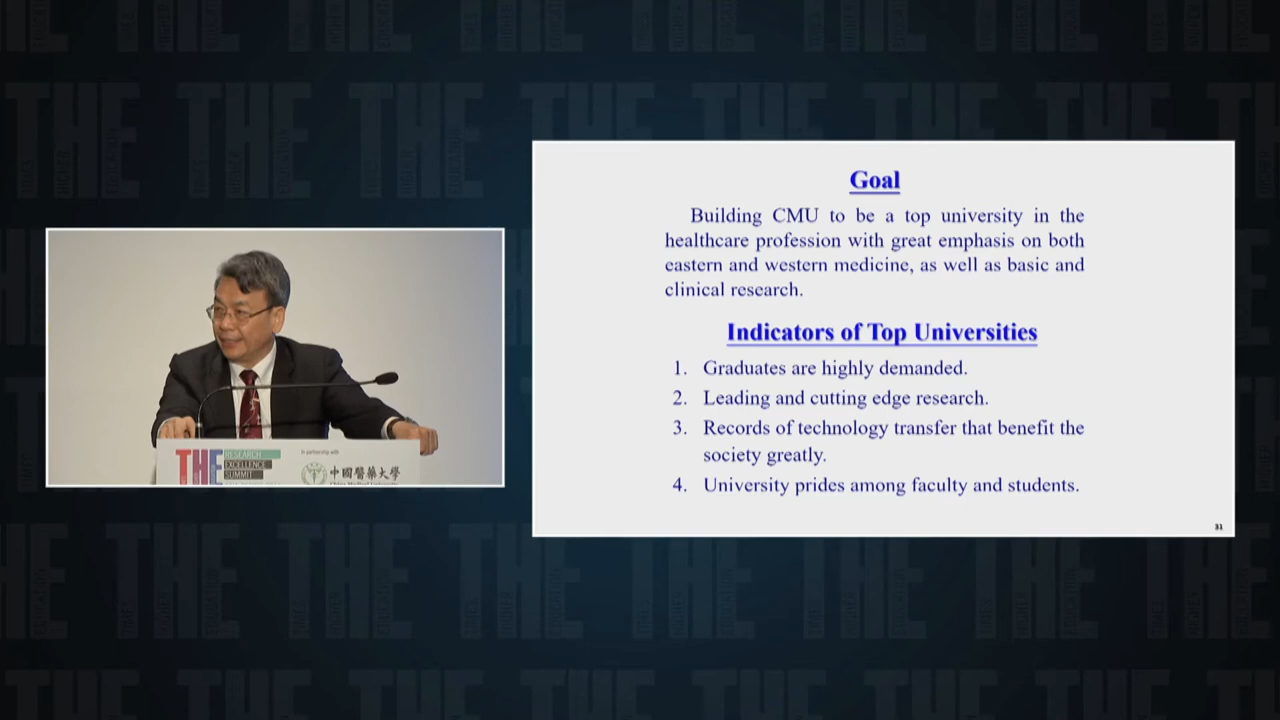 Goal
Building CMU to be a top university in the
healthcare profession with great emphasis on both
eastern and western medicine, as well as basic and
clinical research.
Indicators of Top Universities
1. Graduates are highly demanded.
2. Leading and cutting edge research.
3. Records of technology transfer that benefit the
society greatly.
4. University prides among faculty and students.
31
THE
RESEARCH
EXCELLENCE
SUMMIT
In partnership with
中國醫藥大學